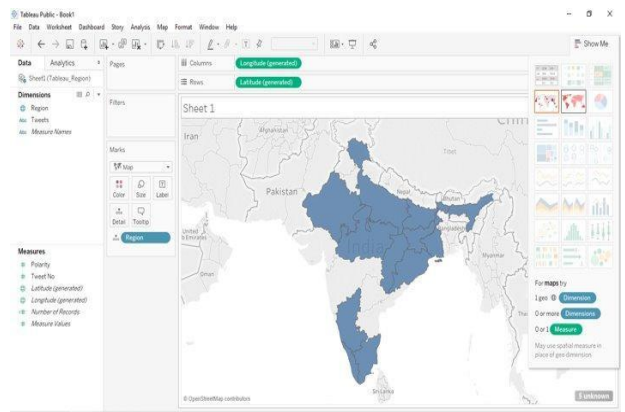 Tableau Public - Book1
File Data Worksheet Dashboard Story Analysis Map Format Window Help
Show Me
Data Analytics
Pages
Columns Longitude (generated)
Sheet1 (Tableau_Region)
Rows Latitude (generated)
Dimensions
Filters
Region
Abc Tweets
Abc Measure Names
Sheet 1
Marks
Map
Color Size Label
Detail Tooltip
Region
Iran
Afghanistan
Tibet
Pakistan
Nepal
Bhutan
United
Bangladesh
India
Myanmar
Oman
Sri Lanka
© OpenStreetMap contributors
Measures
Polarity
Tweet No
Latitude (generated)
Longitude (generated)
Number of Records
Measure Values
For maps try
1 geo Dimension
0 or more Dimensions
0 or 1 Measure
May use spatial measure in
place of geo dimension
5 unknown